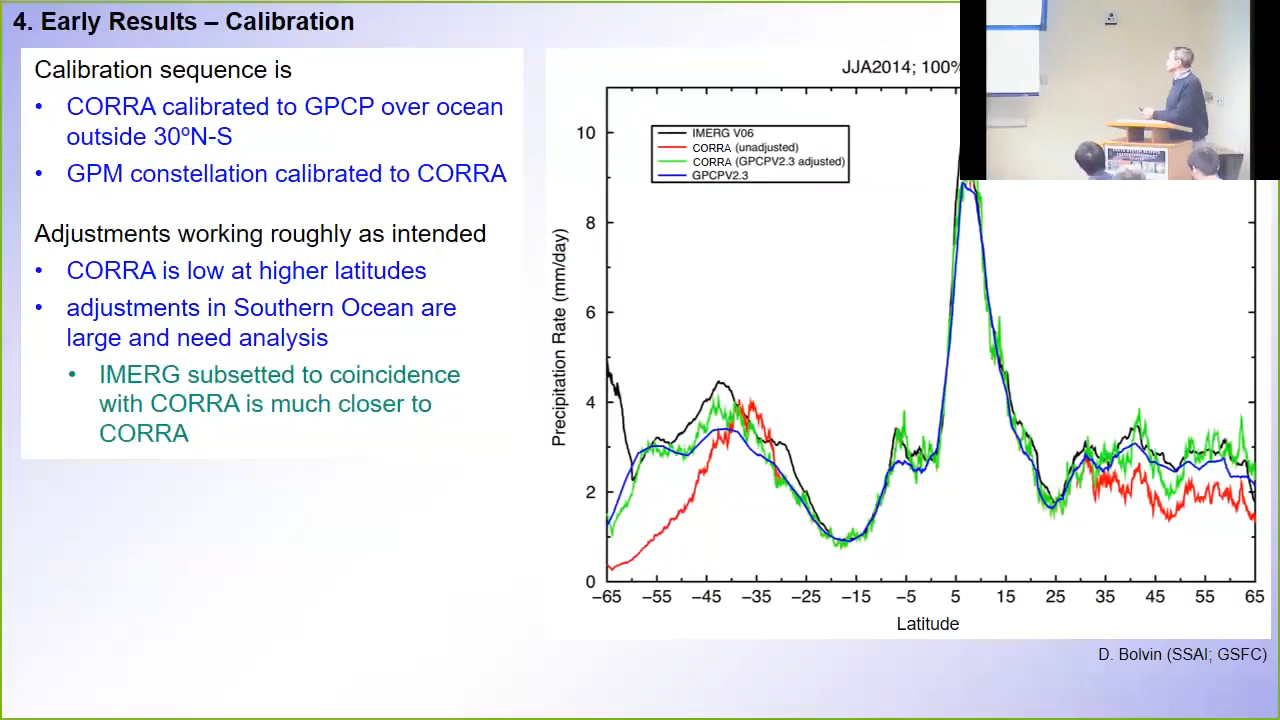 4. Early Results – Calibration
Calibration sequence is
• CORRA calibrated to GPCP over ocean
outside 30ºN-S
• GPM constellation calibrated to CORRA
Adjustments working roughly as intended
• CORRA is low at higher latitudes
• adjustments in Southern Ocean are
large and need analysis
• IMERG subsetted to coincidence
with CORRA is much closer to
CORRA
JJA2014; 100%
IMERG V06
CORRA (unadjusted)
CORRA (GPCPV2.3 adjusted)
GPCPV2.3
Precipitation Rate (mm/day)
10
8
6
4
2
0
−65 −55 −45 −35 −25 −15 −5 5 15 25 35 45 55 65
Latitude
D. Bolvin (SSAI; GSFC)